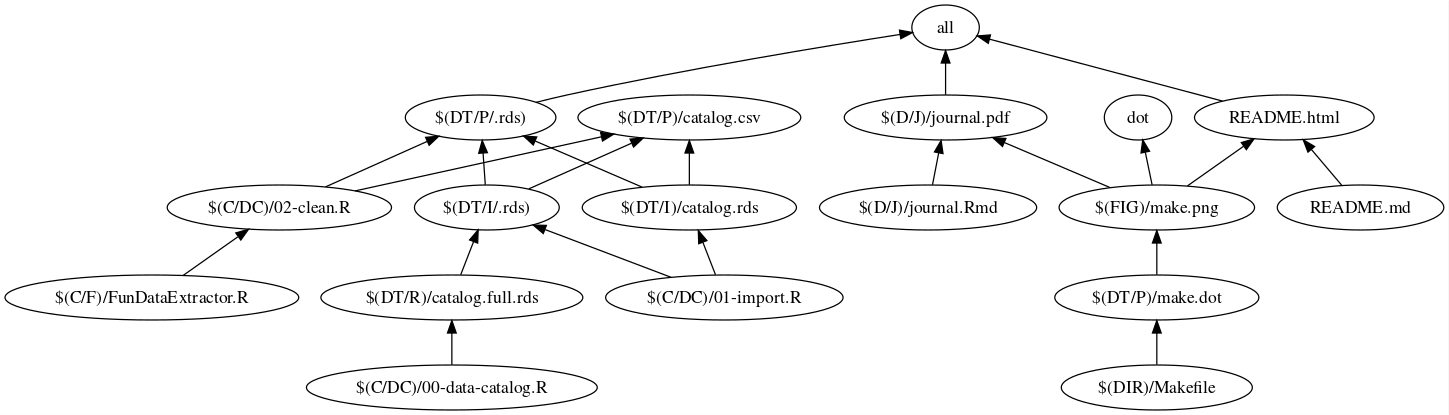 all
$(DT/P/.rds)
$(DT/P)/catalog.csv
$(D/J)/journal.pdf
dot
README.html
$(C/DC)/02-clean.R
$(DT/I/.rds)
$(DT/I)/catalog.rds
$(D/J)/journal.Rmd
$(FIG)/make.png
README.md
$(C/F)/FunDataExtractor.R
$(DT/R)/catalog.full.rds
$(C/DC)/01-import.R
$(DT/P)/make.dot
$(C/DC)/00-data-catalog.R
$(DIR)/Makefile